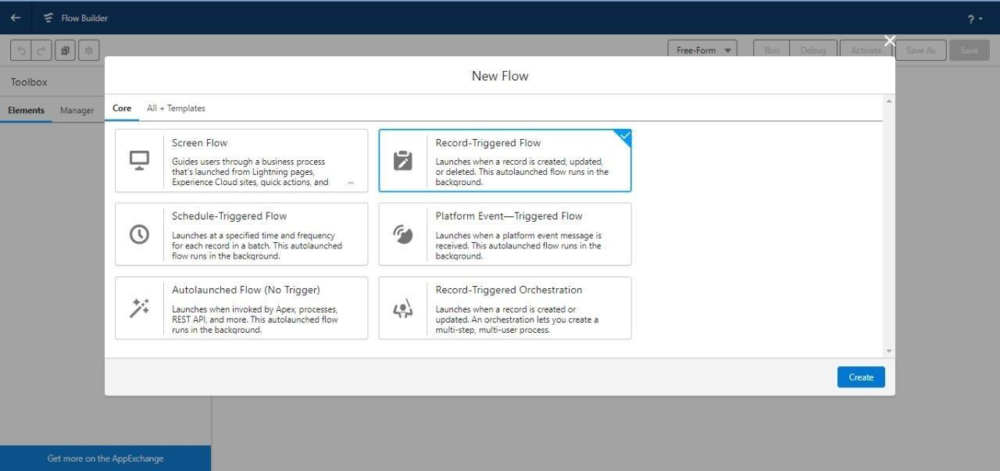 Flow Builder
?
Free-Form
Run
Debug
Activate
Save As
Save
Toolbox
New Flow
Elements
Manager
Core
All + Templates
Screen Flow
Guides users through a business process
that's launched from Lightning pages,
Experience Cloud sites, quick actions, and
...
Record-Triggered Flow
Launches when a record is created, updated,
or deleted. This autolaunched flow runs in the
background.
Schedule-Triggered Flow
Launches at a specified time and frequency
for each record in a batch. This autolaunched
flow runs in the background.
Platform Event—Triggered Flow
Launches when a platform event message is
received. This autolaunched flow runs in the
background.
Autolaunched Flow (No Trigger)
Launches when invoked by Apex, processes,
REST API, and more. This autolaunched flow
runs in the background.
Record-Triggered Orchestration
Launches when a record is created or
updated. An orchestration lets you create a
multi-step, multi-user process.
Create
Get more on the AppExchange